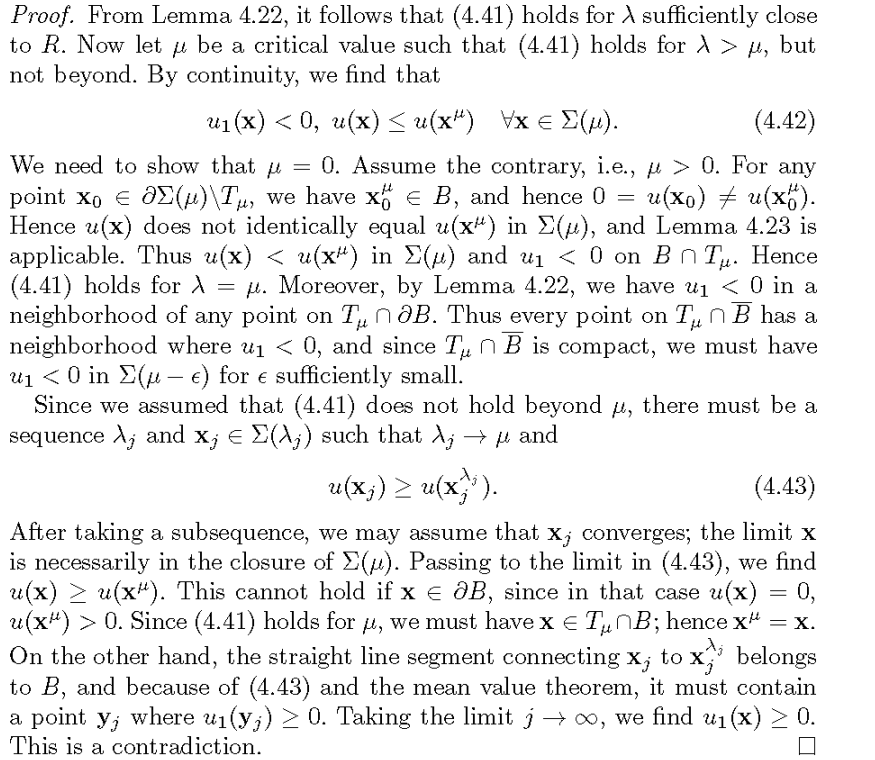 Proof. From Lemma 4.22, it follows that (4.41) holds for λ sufficiently close
to R. Now let μ be a critical value such that (4.41) holds for λ > μ, but
not beyond. By continuity, we find that
u₁(𝐱) < 0, u(𝐱) ≤ u(𝐱^μ) ∀𝐱 ∈ Σ(μ). (4.42)
We need to show that μ = 0. Assume the contrary, i.e., μ > 0. For any
point 𝐱₀ ∈ ∂Σ(μ)\T_μ, we have 𝐱₀^μ ∈ B, and hence 0 = u(𝐱₀) ≠ u(𝐱₀^μ).
Hence u(𝐱) does not identically equal u(𝐱^μ) in Σ(μ), and Lemma 4.23 is
applicable. Thus u(𝐱) < u(𝐱^μ) in Σ(μ) and u₁ < 0 on B ∩ T_μ. Hence
(4.41) holds for λ = μ. Moreover, by Lemma 4.22, we have u₁ < 0 in a
neighborhood of any point on T_μ ∩ ∂B. Thus every point on T_μ ∩ B̅ has a
neighborhood where u₁ < 0, and since T_μ ∩ B̅ is compact, we must have
u₁ < 0 in Σ(μ − ϵ) for ϵ sufficiently small.
Since we assumed that (4.41) does not hold beyond μ, there must be a
sequence λ_j and 𝐱_j ∈ Σ(λ_j) such that λ_j → μ and
u(𝐱_j) ≥ u(𝐱_j^{λ_j}). (4.43)
After taking a subsequence, we may assume that 𝐱_j converges; the limit 𝐱
is necessarily in the closure of Σ(μ). Passing to the limit in (4.43), we find
u(𝐱) ≥ u(𝐱^μ). This cannot hold if 𝐱 ∈ ∂B, since in that case u(𝐱) = 0,
u(𝐱^μ) > 0. Since (4.41) holds for μ, we must have 𝐱 ∈ T_μ∩B; hence 𝐱^μ = 𝐱.
On the other hand, the straight line segment connecting 𝐱_j to 𝐱_j^{λ_j} belongs
to B, and because of (4.43) and the mean value theorem, it must contain
a point 𝐲_j where u₁(𝐲_j) ≥ 0. Taking the limit j → ∞, we find u₁(𝐱) ≥ 0.
This is a contradiction. □